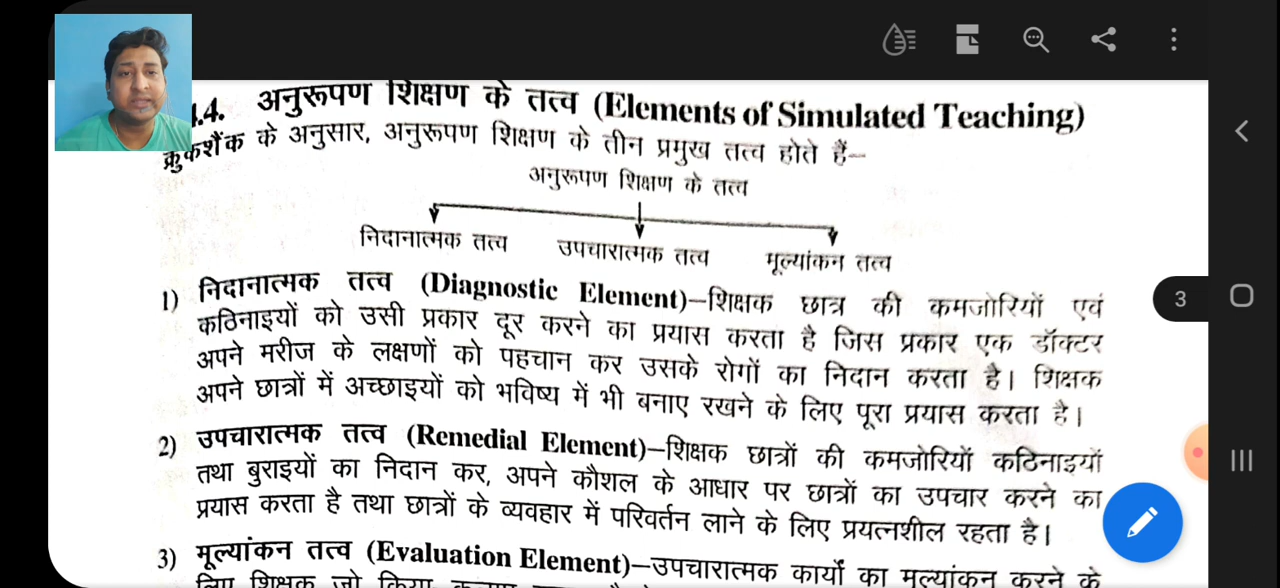 .4. अनुरूपण शिक्षण के तत्व (Elements of Simulated Teaching)
क्रुकशैंक के अनुसार, अनुरूपण शिक्षण के तीन प्रमुख तत्व होते हैं–
अनुरूपण शिक्षण के तत्व
निदानात्मक तत्व उपचारात्मक तत्व मूल्यांकन तत्व
1) निदानात्मक तत्व (Diagnostic Element)–शिक्षक छात्र की कमजोरियों एवं
कठिनाइयों को उसी प्रकार दूर करने का प्रयास करता है जिस प्रकार एक डॉक्टर
अपने मरीज के लक्षणों को पहचान कर उसके रोगों का निदान करता है। शिक्षक
अपने छात्रों में अच्छाइयों को भविष्य में भी बनाए रखने के लिए पूरा प्रयास करता है।
2) उपचारात्मक तत्व (Remedial Element)–शिक्षक छात्रों की कमजोरियों कठिनाइयों
तथा बुराइयों का निदान कर, अपने कौशल के आधार पर छात्रों का उपचार करने का
प्रयास करता है तथा छात्रों के व्यवहार में परिवर्तन लाने के लिए प्रयत्नशील रहता है।
3) मूल्यांकन तत्व (Evaluation Element)–उपचारात्मक कार्यों का मूल्यांकन करने के
लिए शिक्षक जो
3